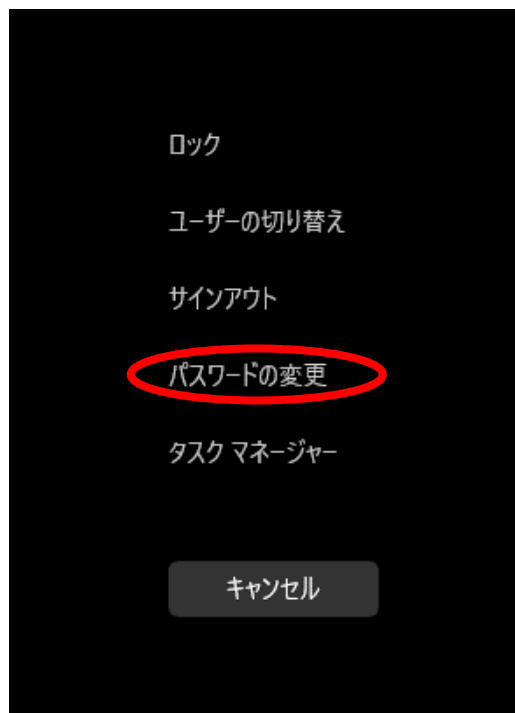 ロック
ユーザーの切り替え
サインアウト
パスワードの変更
タスク マネージャー
キャンセル